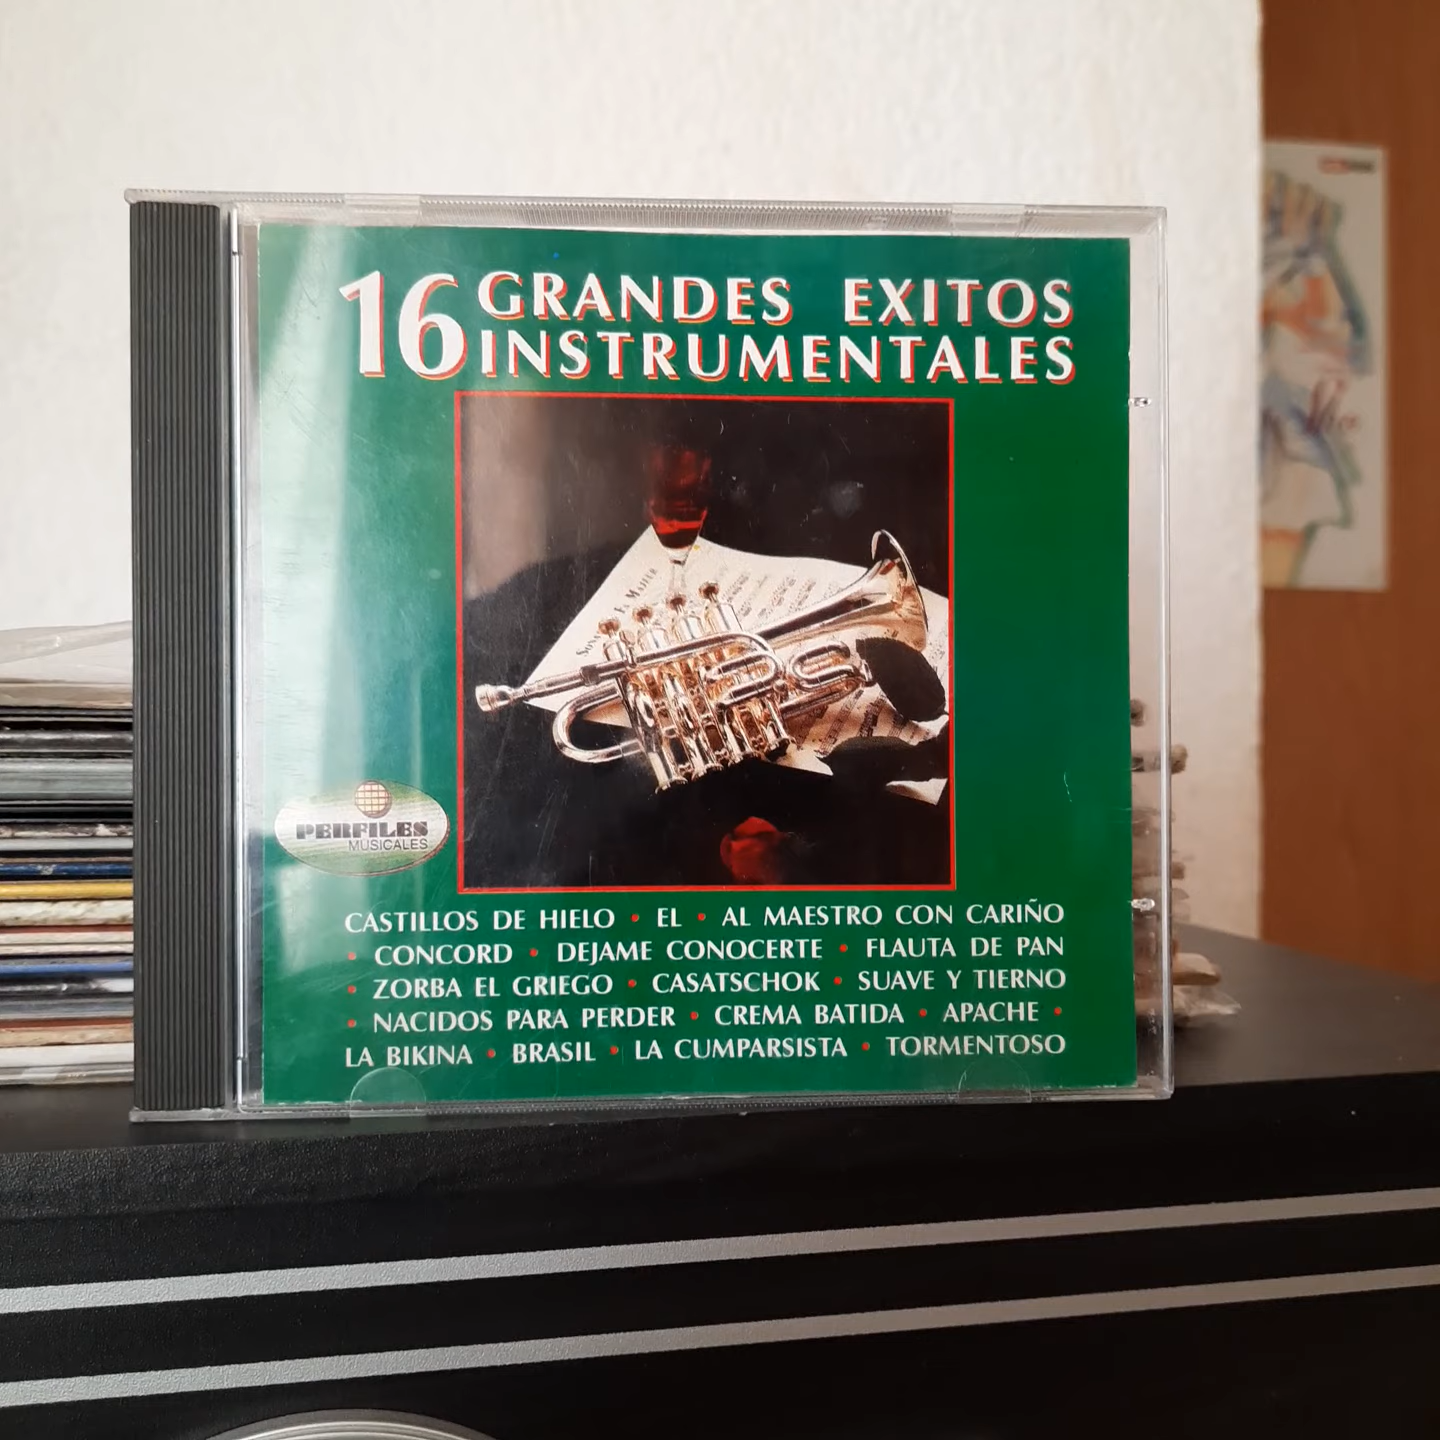 16 GRANDES EXITOS
INSTRUMENTALES
SONATA
MAJEUR
PERFILES
MUSICALES
CASTILLOS DE HIELO • EL • AL MAESTRO CON CARIÑO
• CONCORD • DEJAME CONOCERTE • FLAUTA DE PAN
• ZORBA EL GRIEGO • CASATSCHOK • SUAVE Y TIERNO
• NACIDOS PARA PERDER • CREMA BATIDA • APACHE •
LA BIKINA • BRASIL • LA CUMPARSISTA • TORMENTOSO